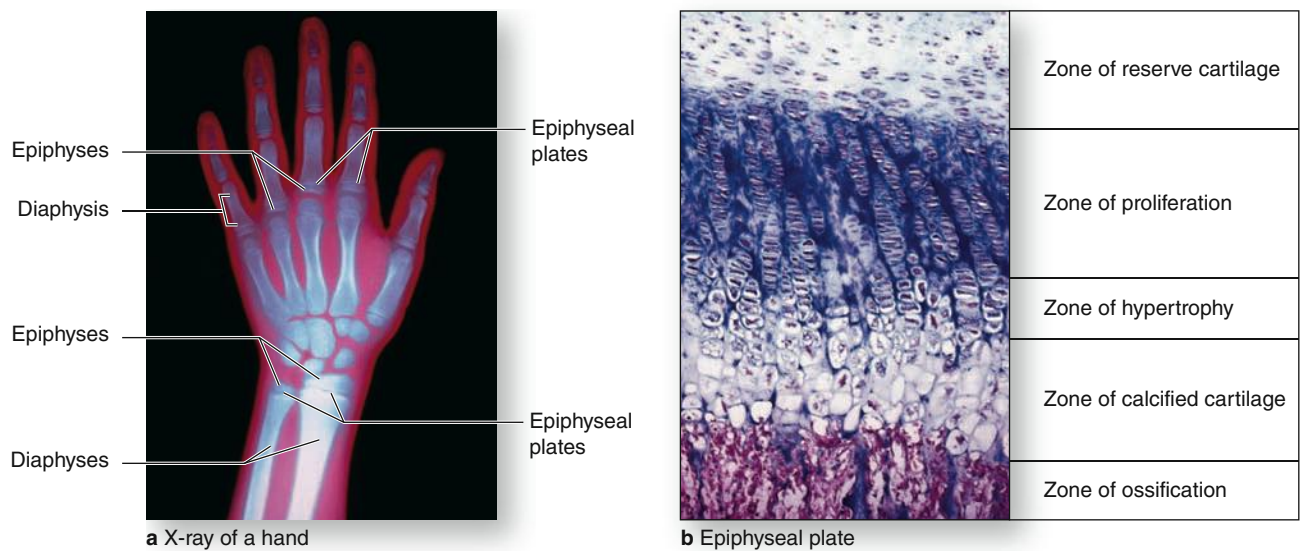 Epiphyses
Diaphysis
Epiphyses
Diaphyses
Epiphyseal
plates
Epiphyseal
plates
a X-ray of a hand
Zone of reserve cartilage
Zone of proliferation
Zone of hypertrophy
Zone of calcified cartilage
Zone of ossification
b Epiphyseal plate